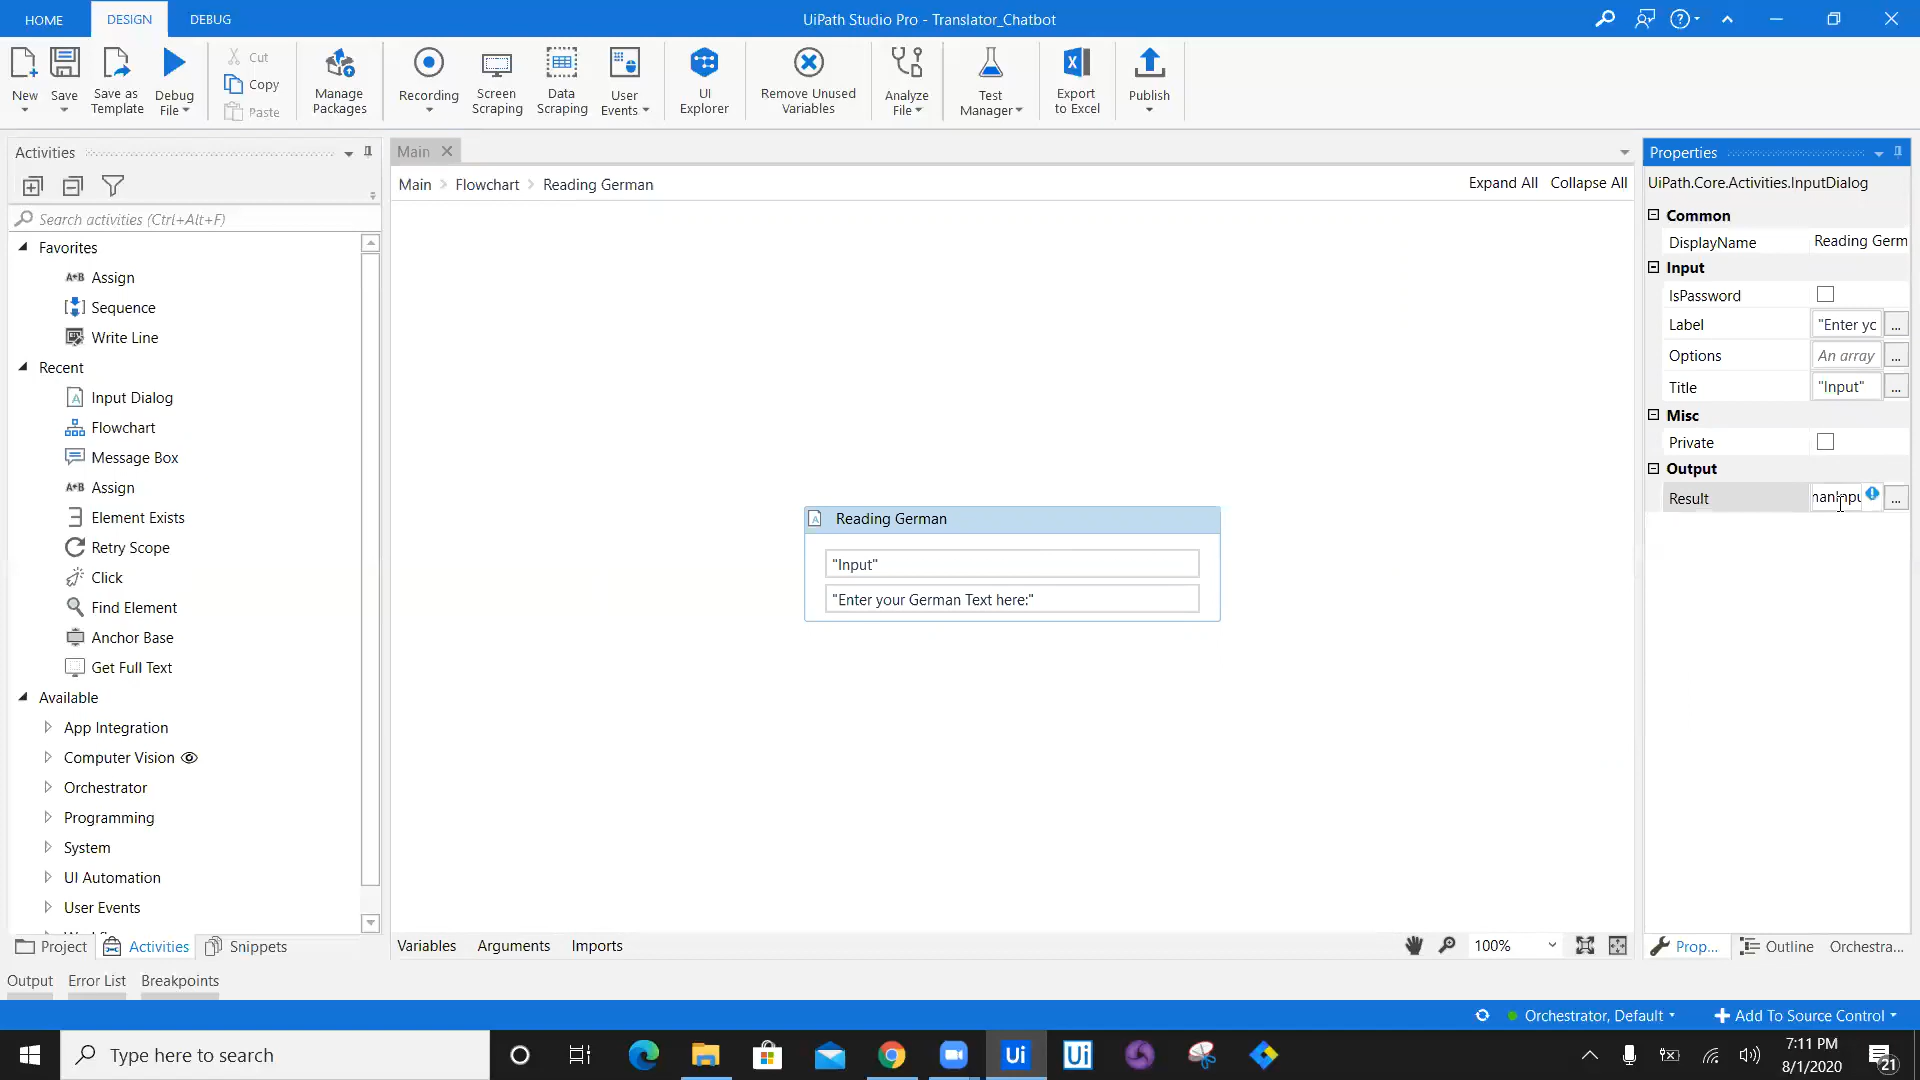 HOME DESIGN DEBUG UiPath Studio Pro - Translator_Chatbot
New
Save
Save as Template
Debug File
Cut
Copy
Paste
Manage Packages
Recording
Screen Scraping
Data Scraping
User Events
UI Explorer
Remove Unused Variables
Analyze File
Test Manager
Export to Excel
Publish
Activities
Search activities (Ctrl+Alt+F)
Favorites
A+B Assign
Sequence
Write Line
Recent
Input Dialog
Flowchart
Message Box
A+B Assign
Element Exists
Retry Scope
Click
Find Element
Anchor Base
Get Full Text
Available
App Integration
Computer Vision
Orchestrator
Programming
System
UI Automation
User Events
Project Activities Snippets
Main
Main > Flowchart > Reading German Expand All Collapse All
Reading German
"Input"
"Enter your German Text here:"
Variables Arguments Imports 100%
Properties
UiPath.Core.Activities.InputDialog
Common
DisplayName Reading Germ
Input
IsPassword
Label "Enter yc ...
Options An array ...
Title "Input" ...
Misc
Private
Output
Result nanInpu ...
Prop... Outline Orchestra...
Output Error List Breakpoints
Orchestrator, Default Add To Source Control
Type here to search
Ui Ui
7:11 PM
8/1/2020
21